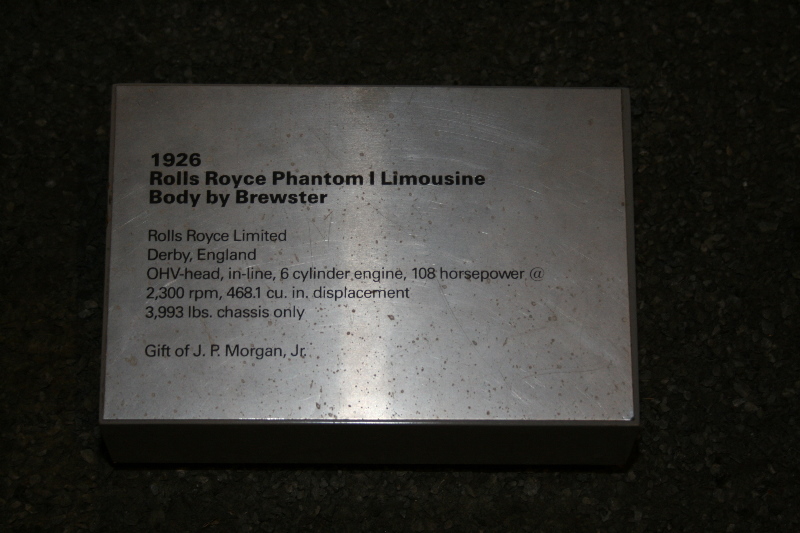 1926
Rolls Royce Phantom I Limousine
Body by Brewster
Rolls Royce Limited
Derby, England
OHV-head, in-line, 6 cylinder engine, 108 horsepower @
2,300 rpm, 468.1 cu. in. displacement
3,993 lbs. chassis only
Gift of J. P. Morgan, Jr.